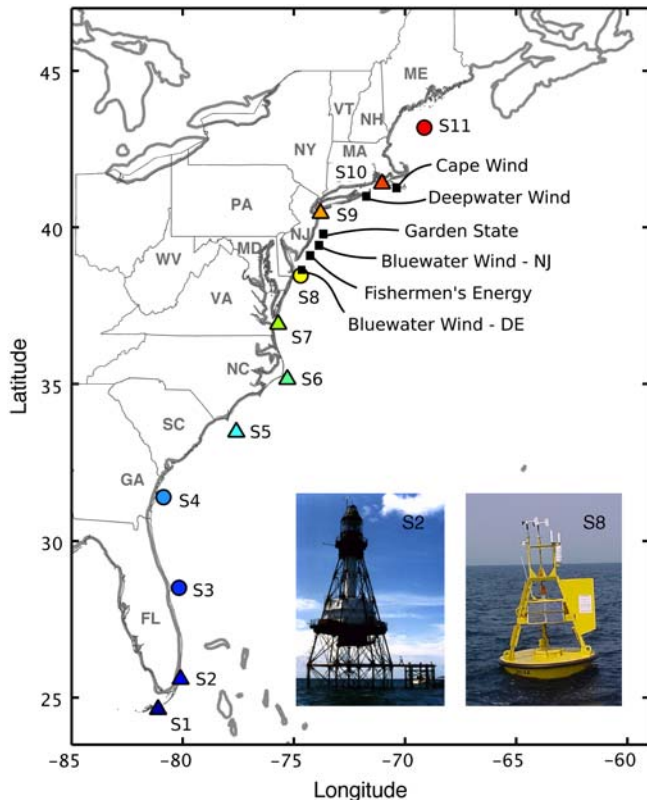 45
40
35
30
25
Latitude
−85
−80
−75
−70
−65
−60
Longitude
ME
VT
NH
S11
NY
MA
S10
Cape Wind
Deepwater Wind
PA
S9
Garden State
NJ
MD
Bluewater Wind - NJ
WV
S8
Fishermen's Energy
VA
Bluewater Wind - DE
S7
NC
S6
SC
S5
GA
S4
S2
S8
S3
FL
S2
S1